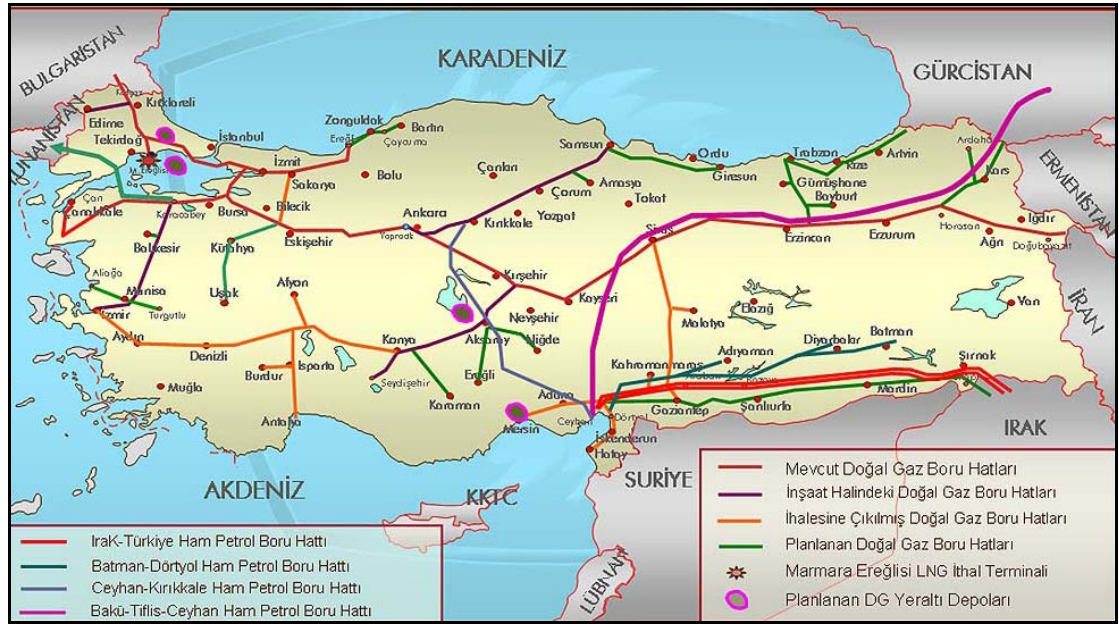 KARADENİZ
BULGARİSTAN
GÜRCİSTAN
YUNANİSTAN
ERMENİSTAN
İRAN
IRAK
SURİYE
LÜBNAN
KKTC
AKDENİZ
Kırklareli
Edirne
Tekirdağ
İstanbul
M. Ereğlisi
İzmit
Sakarya
Zonguldak
Ereğli
Bartın
Çaycuma
Bolu
Çankırı
Samsun
Ordu
Giresun
Trabzon
Rize
Artvin
Ardahan
Kars
Gümüşhane
Bayburt
Çorum
Amasya
Tokat
Yozgat
Çan
Çanakkale
Karacabey
Bursa
Bilecik
Eskişehir
Ankara
Yapracık
Kırıkkale
Sivas
Erzincan
Erzurum
Horasan
Iğdır
Ağrı
Doğubayazıt
Balıkesir
Kütahya
Aliağa
Manisa
Turgutlu
İzmir
Uşak
Afyon
Kırşehir
Kayseri
Nevşehir
Aksaray
Niğde
Malatya
Elazığ
Van
Aydın
Denizli
Isparta
Burdur
Muğla
Antalya
Konya
Seydişehir
Karaman
Ereğli
Kahramanmaraş
Adıyaman
Diyarbakır
Batman
Şırnak
Mardin
Şanlıurfa
Gaziantep
Adana
Mersin
Ceyhan
Dörtyol
İskenderun
Hatay
IraK-Türkiye Ham Petrol Boru Hattı
Batman-Dörtyol Ham Petrol Boru Hattı
Ceyhan-Kırıkkale Ham Petrol Boru Hattı
Bakü-Tiflis-Ceyhan Ham Petrol Boru Hattı
Mevcut Doğal Gaz Boru Hatları
İnşaat Halindeki Doğal Gaz Boru Hatları
İhalesine Çıkılmış Doğal Gaz Boru Hatları
Planlanan Doğal Gaz Boru Hatları
Marmara Ereğlisi LNG İthal Terminali
Planlanan DG Yeraltı Depoları